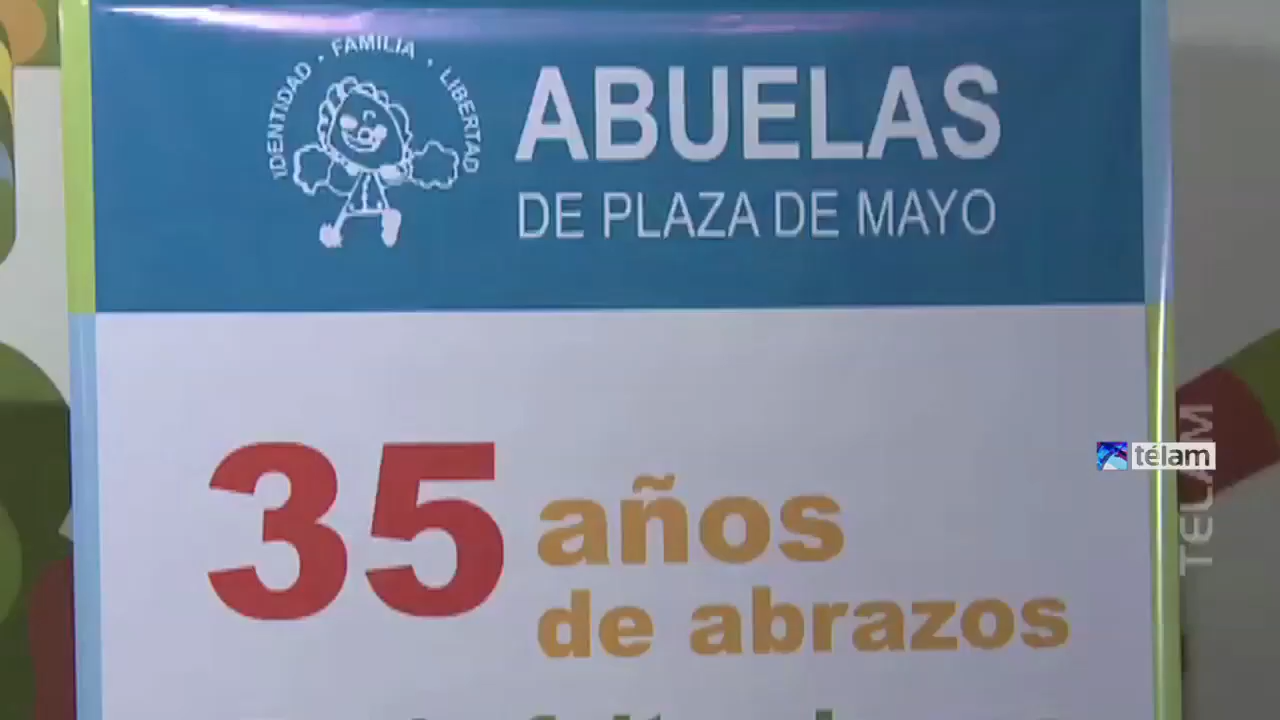 IDENTIDAD · FAMILIA · LIBERTAD
ABUELAS
DE PLAZA DE MAYO
35 años
de abrazos
télam
TELAM